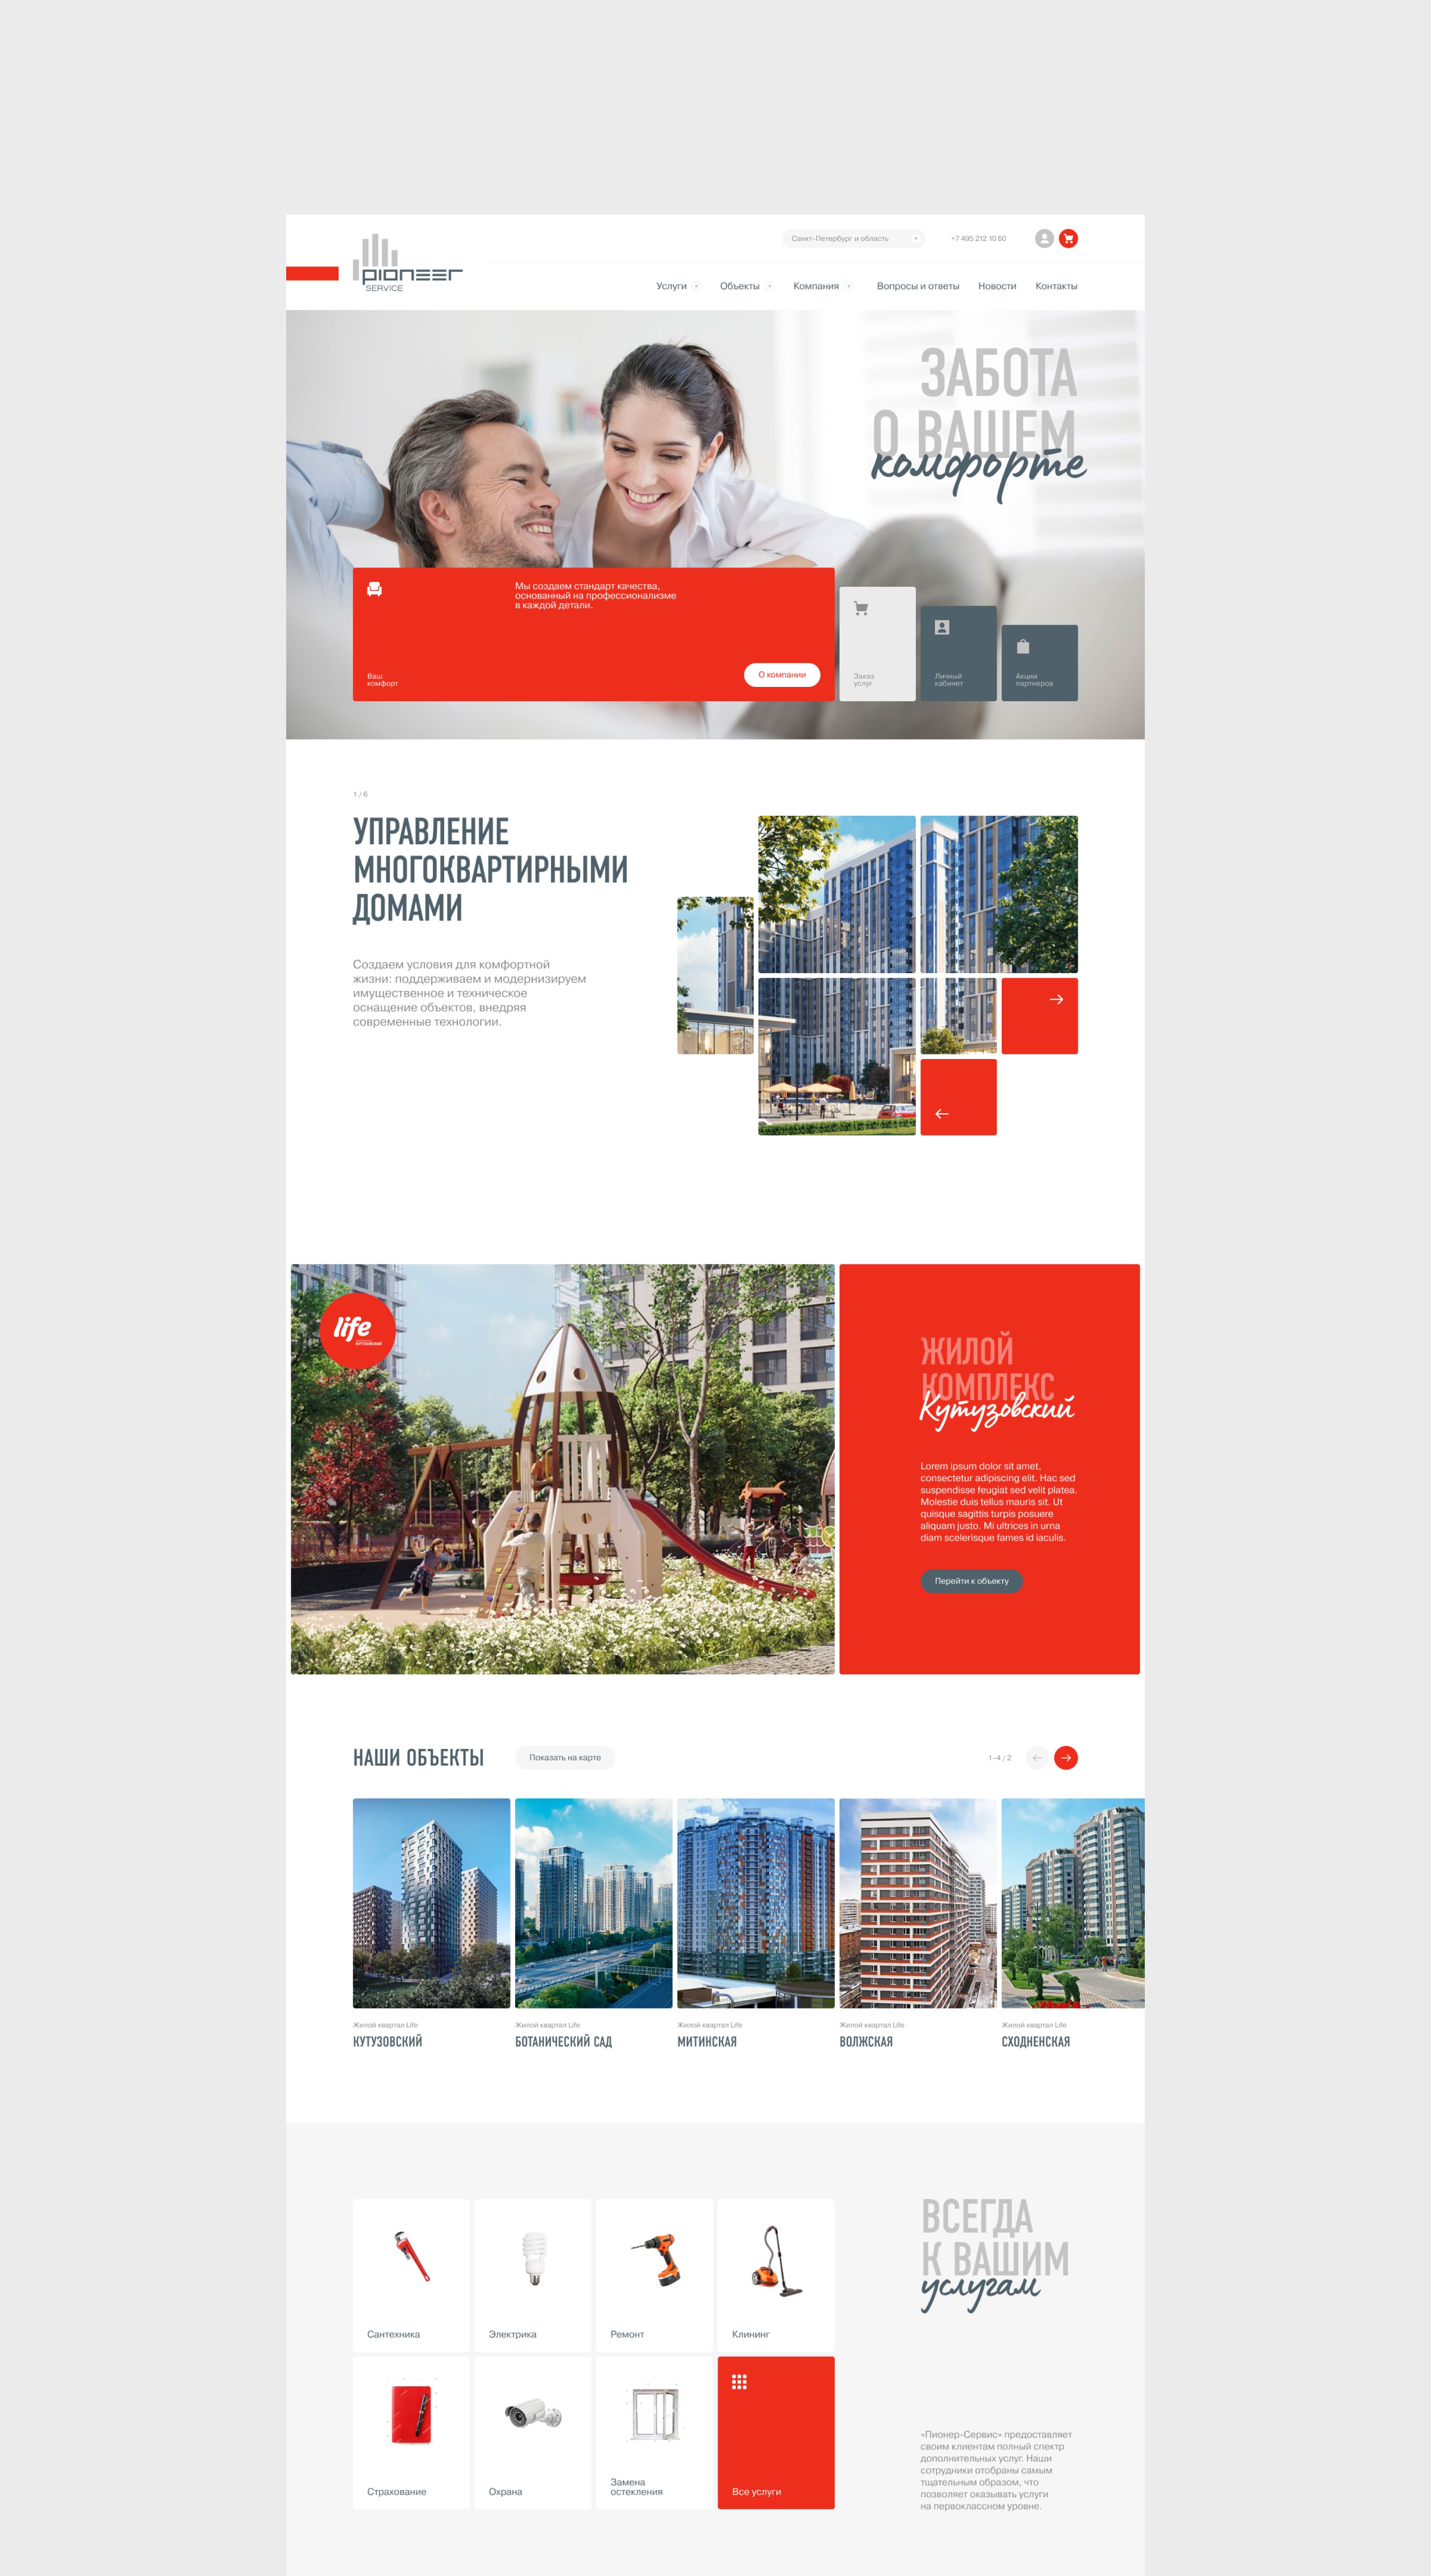 Санкт-Петербург и область
+7 495 212 10 60
pioneer
SERVICE
Услуги
Объекты
Компания
Вопросы и ответы
Новости
Контакты
ЗАБОТА
О ВАШЕМ
комфорте
Мы создаем стандарт качества,
основанный на профессионализме
в каждой детали.
Ваш
комфорт
О компании
Заказ
услуг
Личный
кабинет
Акции
партнеров
1 / 6
УПРАВЛЕНИЕ
МНОГОКВАРТИРНЫМИ
ДОМАМИ
Создаем условия для комфортной
жизни: поддерживаем и модернизируем
имущественное и техническое
оснащение объектов, внедряя
современные технологии.
life
КУТУЗОВСКИЙ
ЖИЛОЙ
КОМПЛЕКС
Кутузовский
Lorem ipsum dolor sit amet,
consectetur adipiscing elit. Hac sed
suspendisse feugiat sed velit platea.
Molestie duis tellus mauris sit. Ut
quisque sagittis turpis posuere
aliquam justo. Mi ultrices in urna
diam scelerisque fames id iaculis.
Перейти к объекту
НАШИ ОБЪЕКТЫ
Показать на карте
1–4 / 2
Жилой квартал Life
КУТУЗОВСКИЙ
Жилой квартал Life
БОТАНИЧЕСКИЙ САД
Жилой квартал Life
МИТИНСКАЯ
Жилой квартал Life
ВОЛЖСКАЯ
Жилой квартал Life
СХОДНЕНСКАЯ
ВСЕГДА
К ВАШИМ
услугам
Сантехника
Электрика
Ремонт
Клининг
Страхование
Охрана
Замена
остекления
Все услуги
«Пионер-Сервис» предоставляет
своим клиентам полный спектр
дополнительных услуг. Наши
сотрудники отобраны самым
тщательным образом, что
позволяет оказывать услуги
на первоклассном уровне.